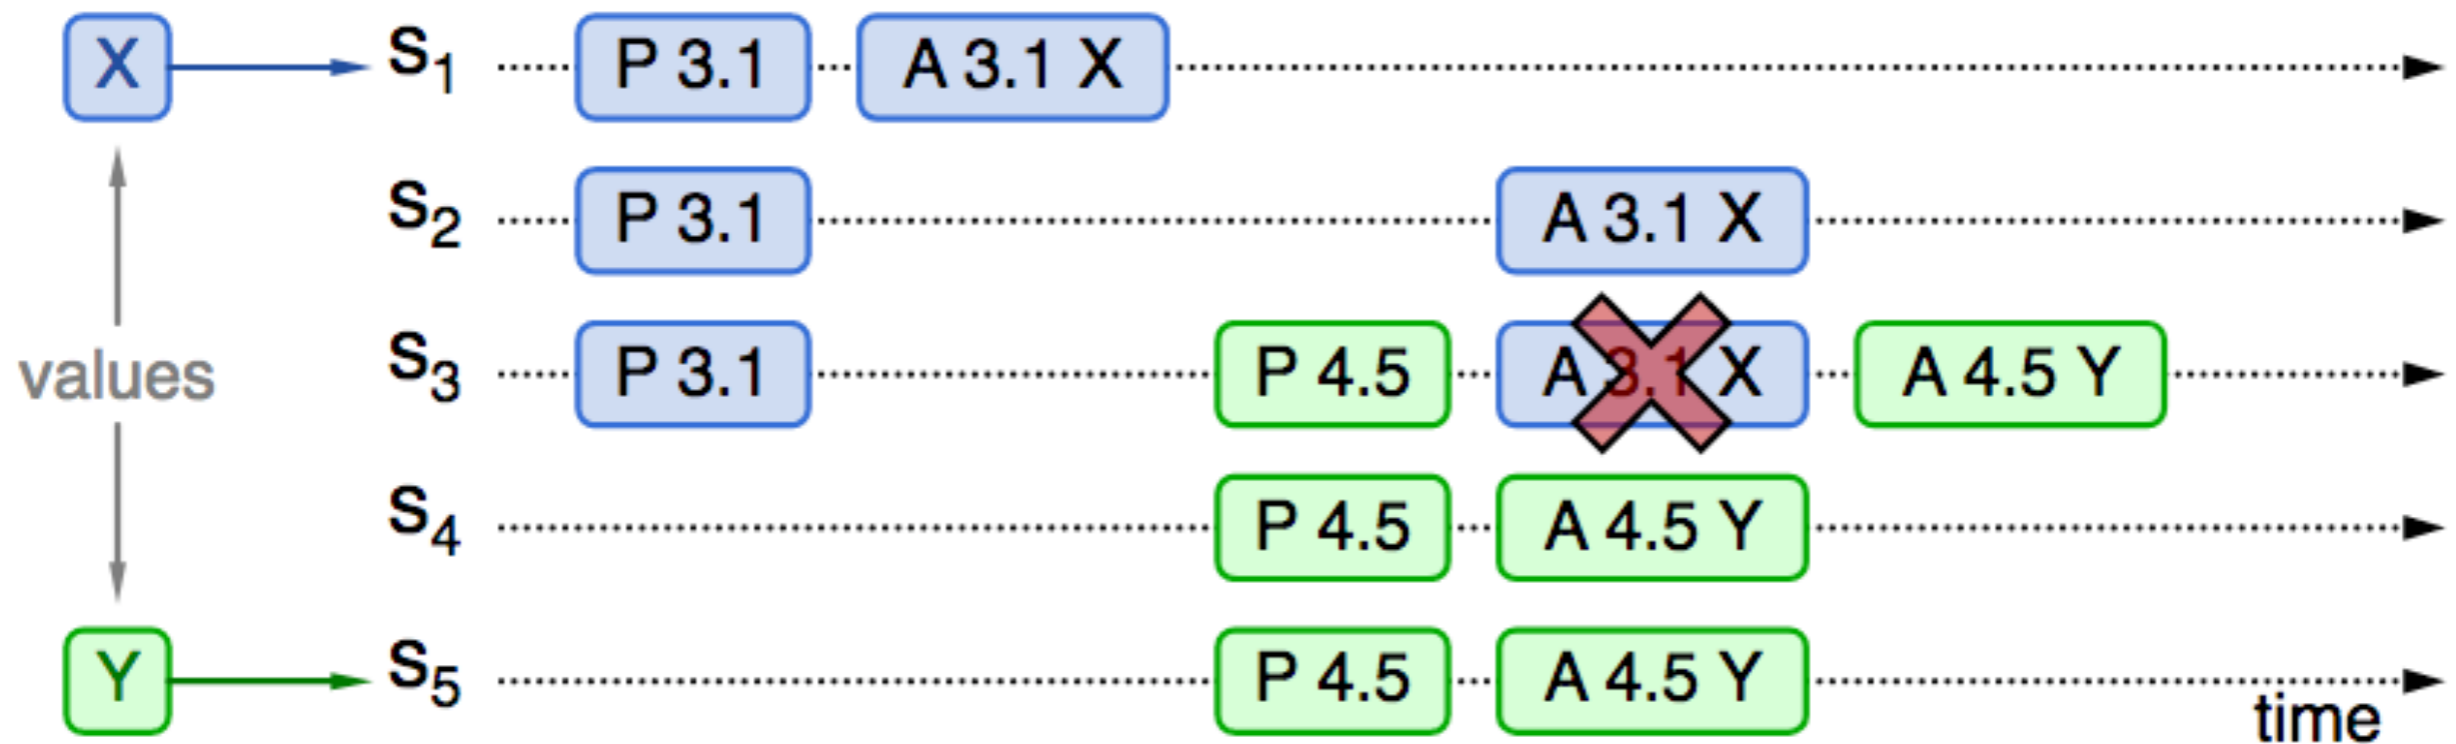 X S1 P 3.1 A 3.1 X
S2 P 3.1 A 3.1 X
values S3 P 3.1 P 4.5 A 3.1 X A 4.5 Y
S4 P 4.5 A 4.5 Y
Y S5 P 4.5 A 4.5 Y
time